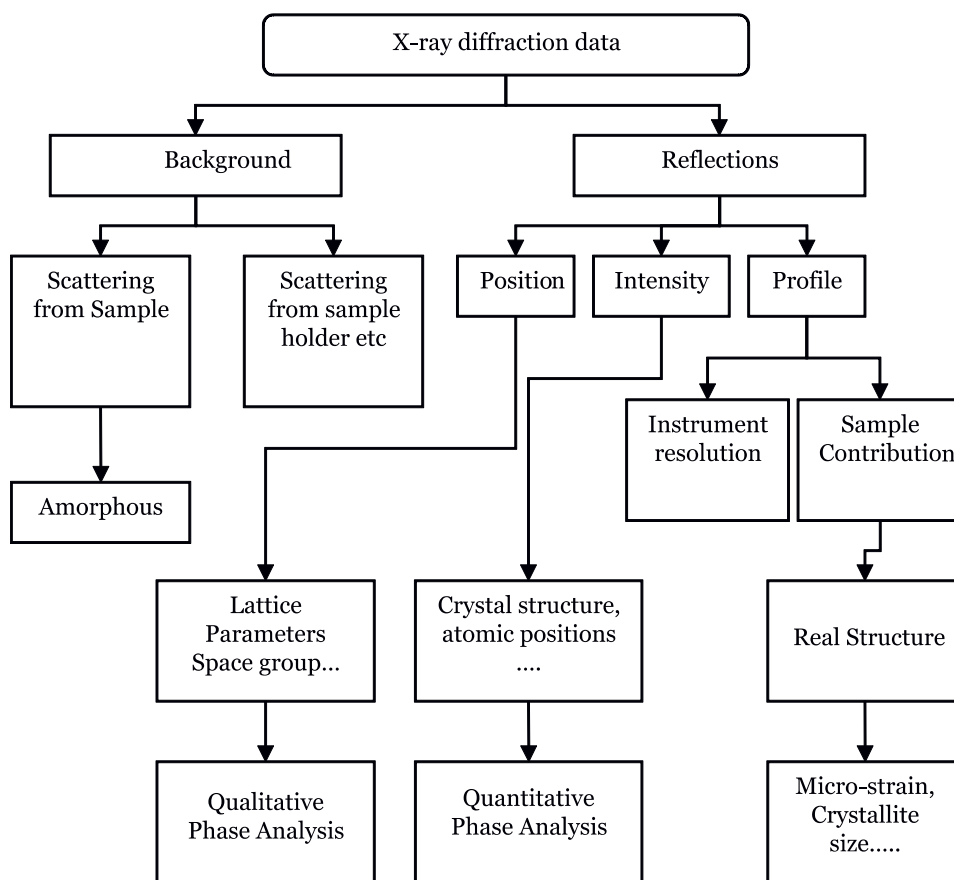 X-ray diffraction data
Background
Reflections
Scattering
from Sample
Scattering
from sample
holder etc
Position
Intensity
Profile
Instrument
resolution
Sample
Contribution
Amorphous
Lattice
Parameters
Space group...
Crystal structure,
atomic positions
....
Real Structure
Qualitative
Phase Analysis
Quantitative
Phase Analysis
Micro-strain,
Crystallite
size.....